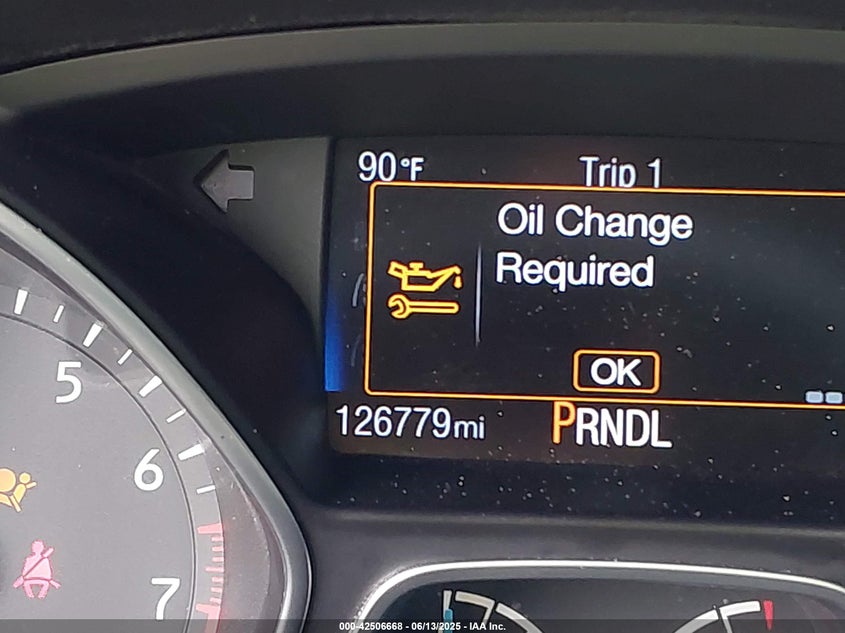 90°F Trip 1
Oil Change
Required
OK
126779mi PRNDL
5
6
7
000-42506668 - 06/13/2025 - IAA Inc.